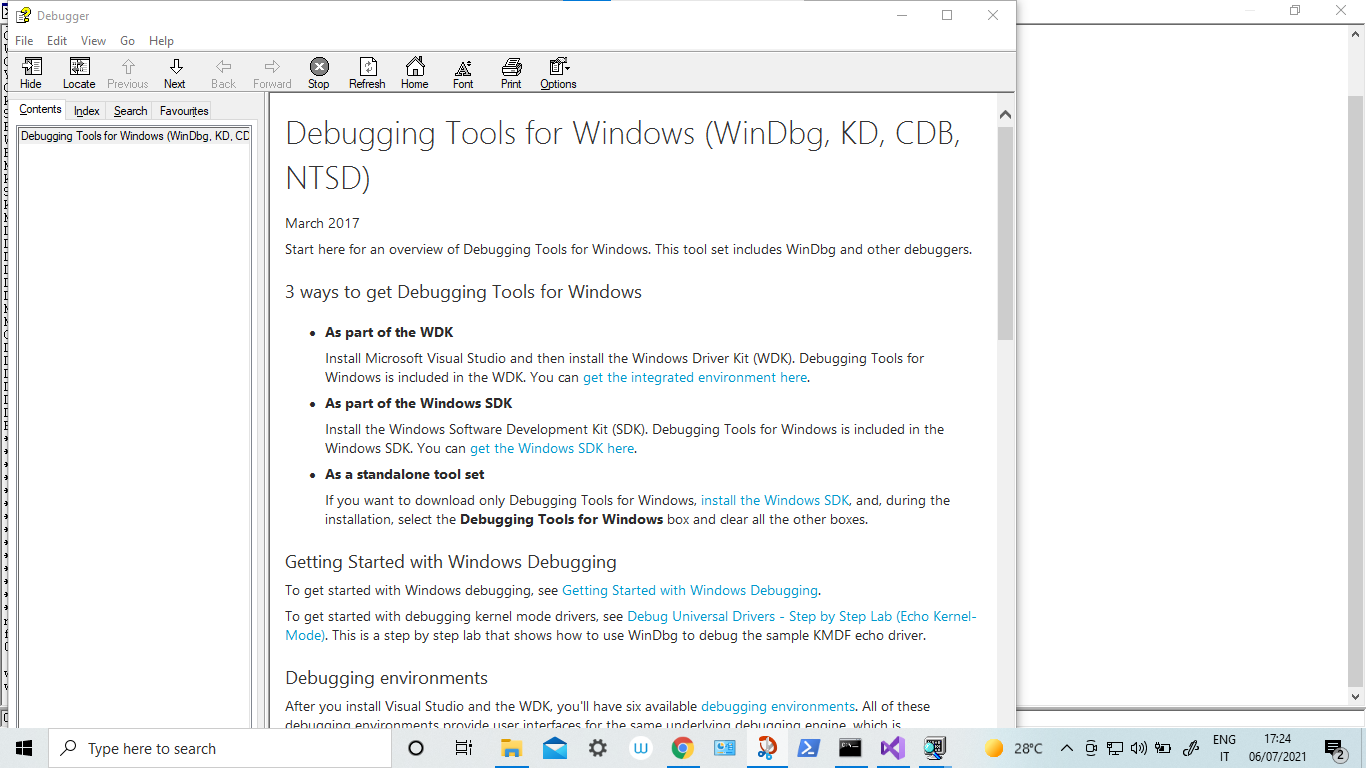 Debugger
File Edit View Go Help
Hide Locate Previous Next Back Forward Stop Refresh Home Font Print Options
Contents Index Search Favourites
Debugging Tools for Windows (WinDbg, KD, CD
Debugging Tools for Windows (WinDbg, KD, CDB,
NTSD)
March 2017
Start here for an overview of Debugging Tools for Windows. This tool set includes WinDbg and other debuggers.
3 ways to get Debugging Tools for Windows
• As part of the WDK
Install Microsoft Visual Studio and then install the Windows Driver Kit (WDK). Debugging Tools for
Windows is included in the WDK. You can get the integrated environment here.
• As part of the Windows SDK
Install the Windows Software Development Kit (SDK). Debugging Tools for Windows is included in the
Windows SDK. You can get the Windows SDK here.
• As a standalone tool set
If you want to download only Debugging Tools for Windows, install the Windows SDK, and, during the
installation, select the Debugging Tools for Windows box and clear all the other boxes.
Getting Started with Windows Debugging
To get started with Windows debugging, see Getting Started with Windows Debugging.
To get started with debugging kernel mode drivers, see Debug Universal Drivers - Step by Step Lab (Echo Kernel-
Mode). This is a step by step lab that shows how to use WinDbg to debug the sample KMDF echo driver.
Debugging environments
After you install Visual Studio and the WDK, you'll have six available debugging environments. All of these
debugging environments provide user interfaces for the same underlying debugging engine, which is
Type here to search
28°C
ENG
IT
17:24
06/07/2021
2